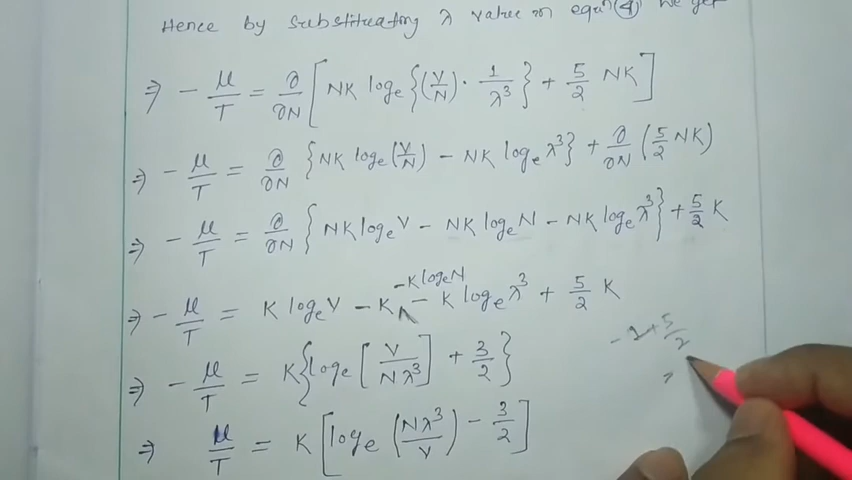 Hence by substituting λ value in equn (4) we get
⇒ - μ/T = ∂/∂N [NK logₑ {(V/N) · 1/λ³} + 5/2 NK]
⇒ - μ/T = ∂/∂N {NK logₑ (V/N) - NK logₑ λ³} + ∂/∂N (5/2 NK)
⇒ - μ/T = ∂/∂N {NK logₑ V - NK logₑ N - NK logₑ λ³} + 5/2 K
-K logₑ N
⇒ - μ/T = K logₑ V - K ∧ - K logₑ λ³ + 5/2 K
- 1 + 5/2
=
⇒ - μ/T = K {logₑ [V/Nλ³] + 3/2}
⇒ μ/T = K [logₑ (Nλ³/V) - 3/2]